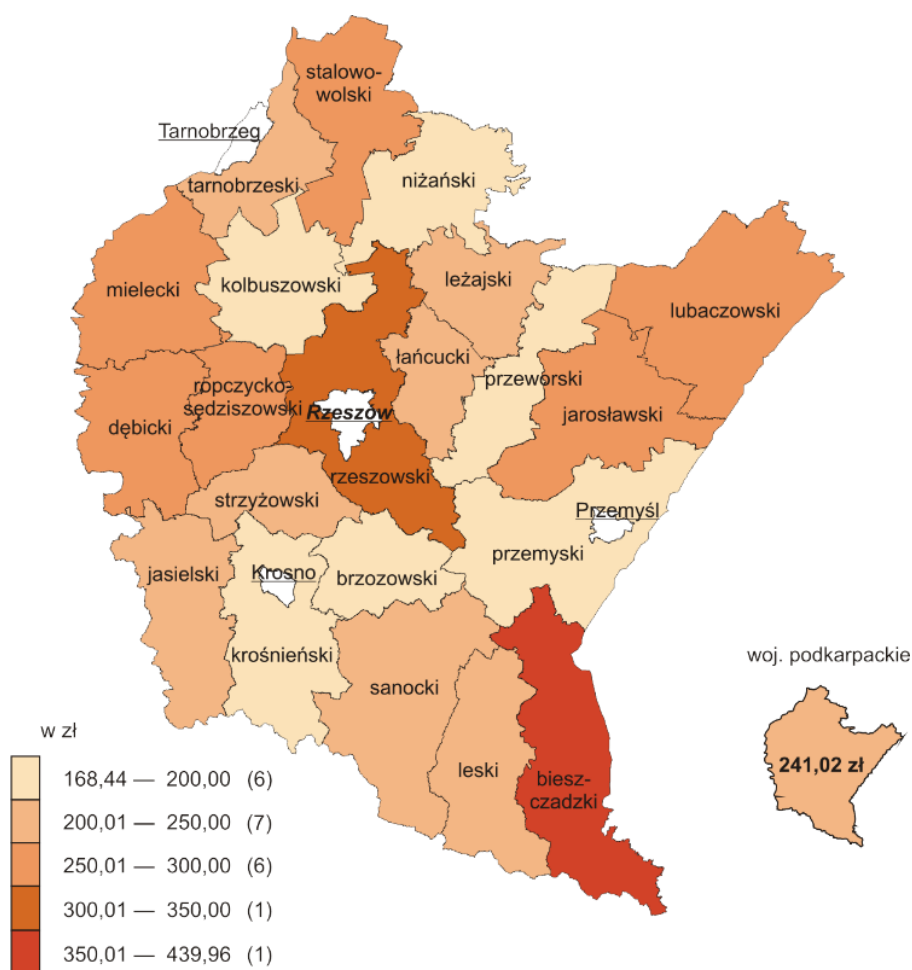 stalowo-
wolski
Tarnobrzeg
tarnobrzeski
niżański
mielecki
kolbuszowski
leżajski
lubaczowski
łańcucki
przeworski
ropczycko-
sędziszowski
Rzeszów
jarosławski
dębicki
rzeszowski
strzyżowski
Przemyśl
przemyski
jasielski
Krosno
brzozowski
krośnieński
sanocki
leski
biesz-
czadzki
woj. podkarpackie
241,02 zł
w zł
168,44 — 200,00 (6)
200,01 — 250,00 (7)
250,01 — 300,00 (6)
300,01 — 350,00 (1)
350,01 — 439,96 (1)